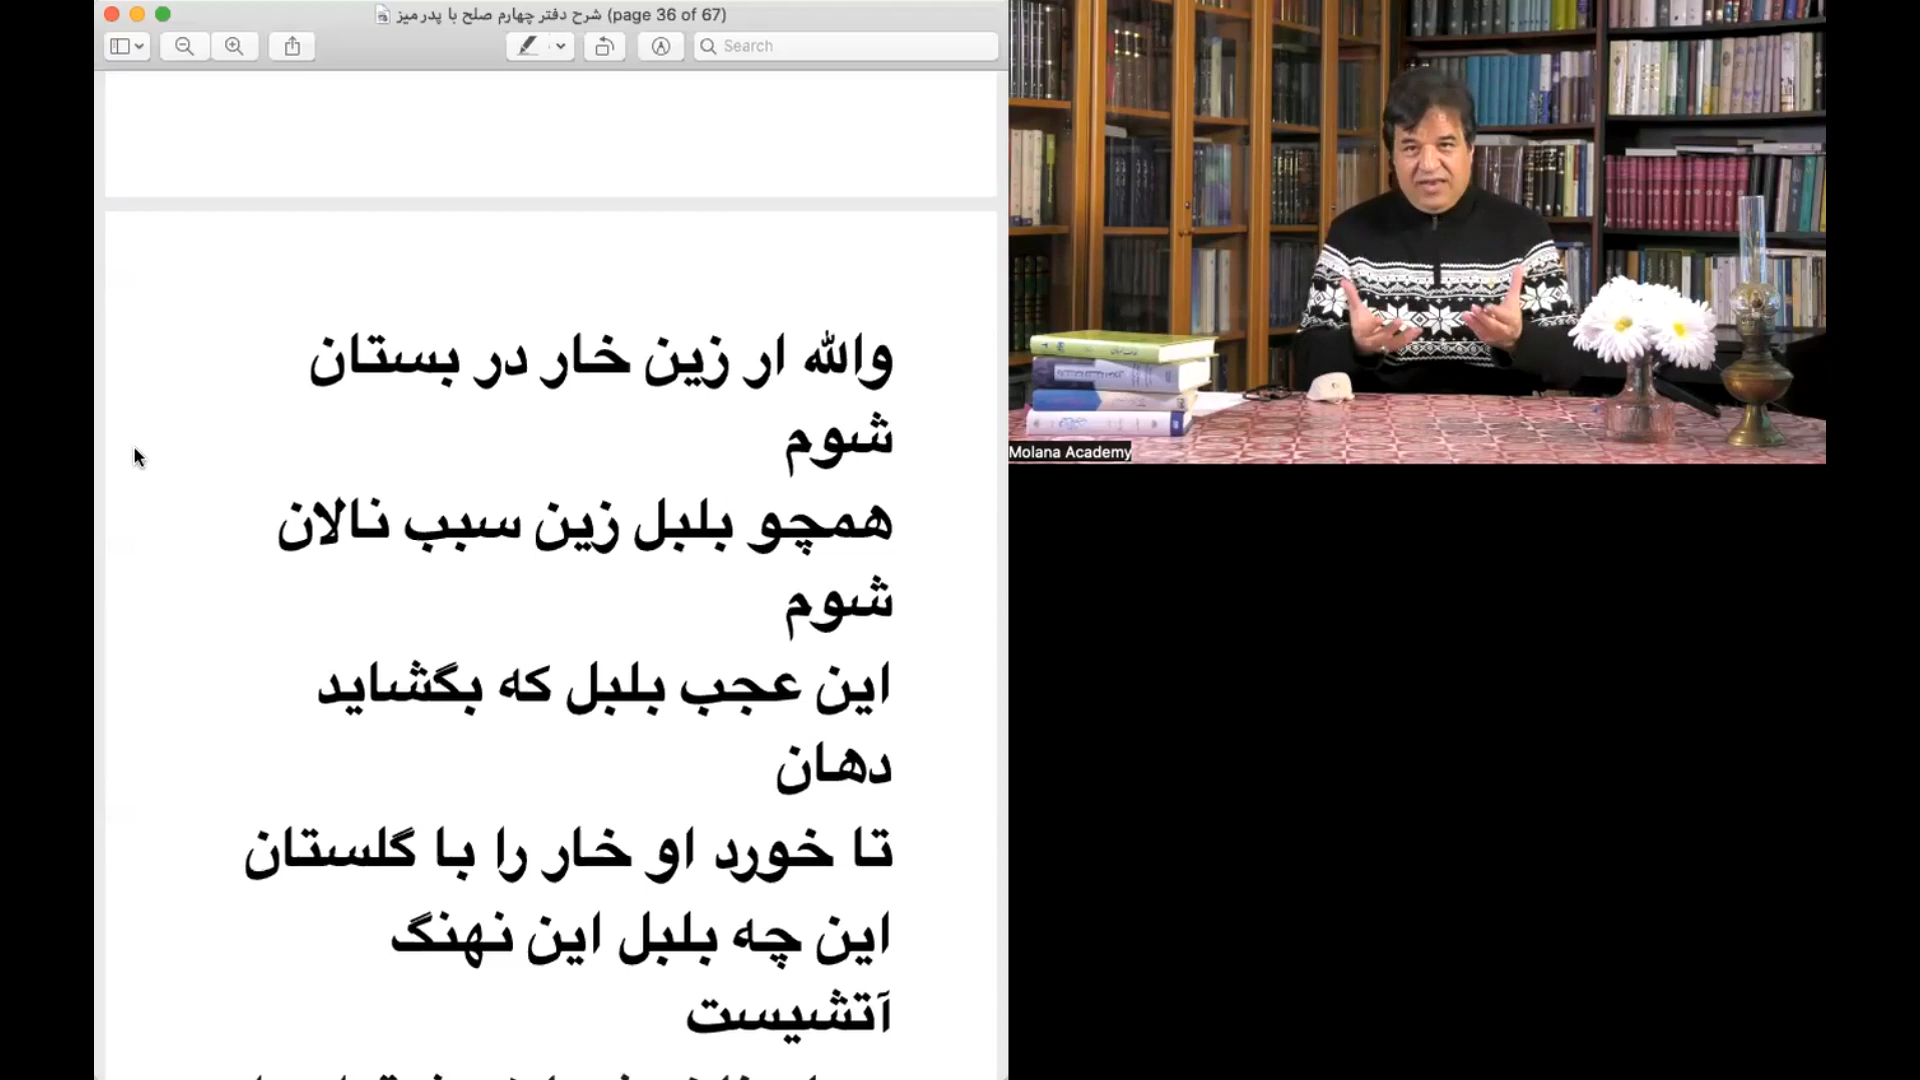 شرح دفتر چهارم صلح با پدر میز (page 36 of 67)
Search
والله ار زین خار در بستان
شوم
همچو بلبل زین سبب نالان
شوم
این عجب بلبل که بگشاید
دهان
تا خورد او خار را با گلستان
این چه بلبل این نهنگ
آتشیست
Molana Academy